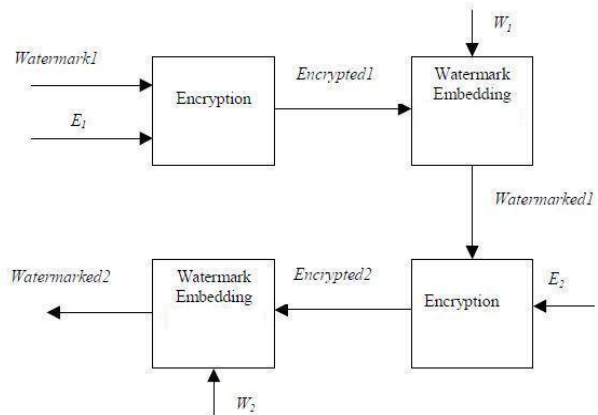 Watermark1
E1
Encryption
Encrypted1
W1
Watermark
Embedding
Watermarked1
Watermarked2
Watermark
Embedding
Encrypted2
Encryption
E2
W2